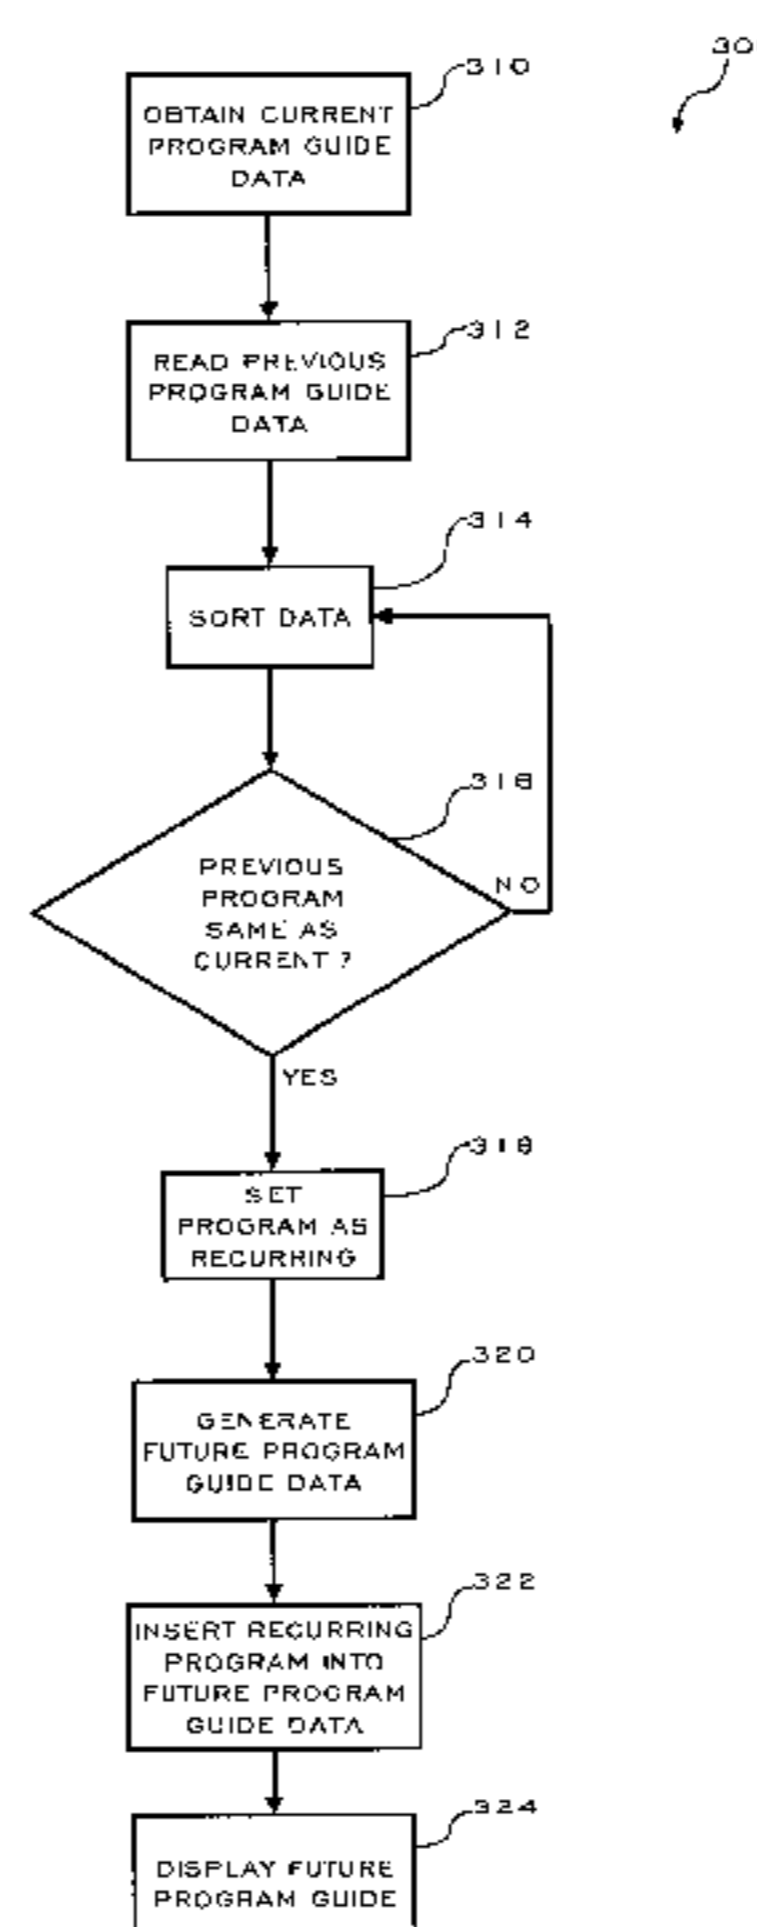 310
30
OBTAIN CURRENT
PROGRAM GUIDE
DATA
312
READ PREVIOUS
PROGRAM GUIDE
DATA
314
SORT DATA
316
PREVIOUS
PROGRAM
SAME AS
CURRENT ?
NO
YES
318
SET
PROGRAM AS
RECURRING
320
GENERATE
FUTURE PROGRAM
GUIDE DATA
322
INSERT RECURRING
PROGRAM INTO
FUTURE PROGRAM
GUIDE DATA
324
DISPLAY FUTURE
PROGRAM GUIDE